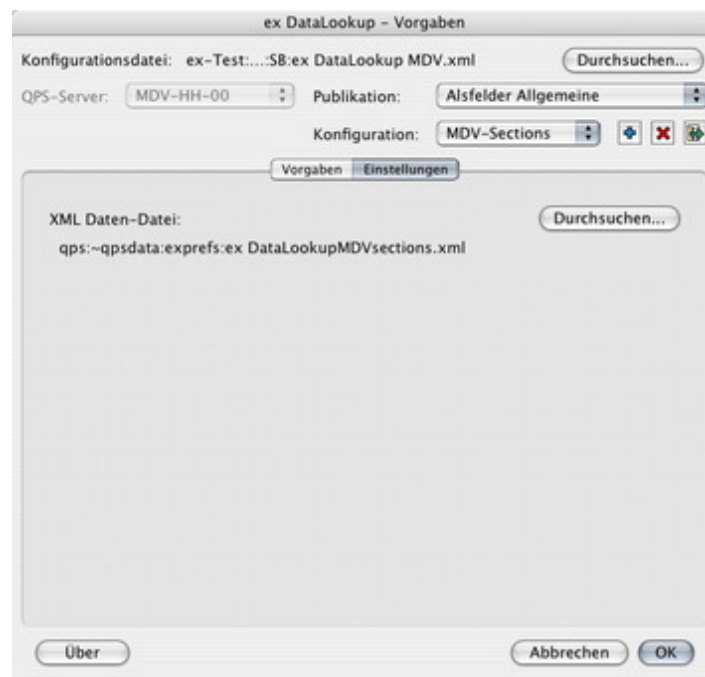 ex DataLookup – Vorgaben
Konfigurationsdatei: ex-Test:...:SB:ex DataLookup MDV.xml Durchsuchen...
QPS-Server: MDV-HH-00 Publikation: Alsfelder Allgemeine
Konfiguration: MDV-Sections
Vorgaben Einstellungen
XML Daten-Datei: Durchsuchen...
qps:~qpsdata:exprefs:ex DataLookupMDVsections.xml
Über Abbrechen OK